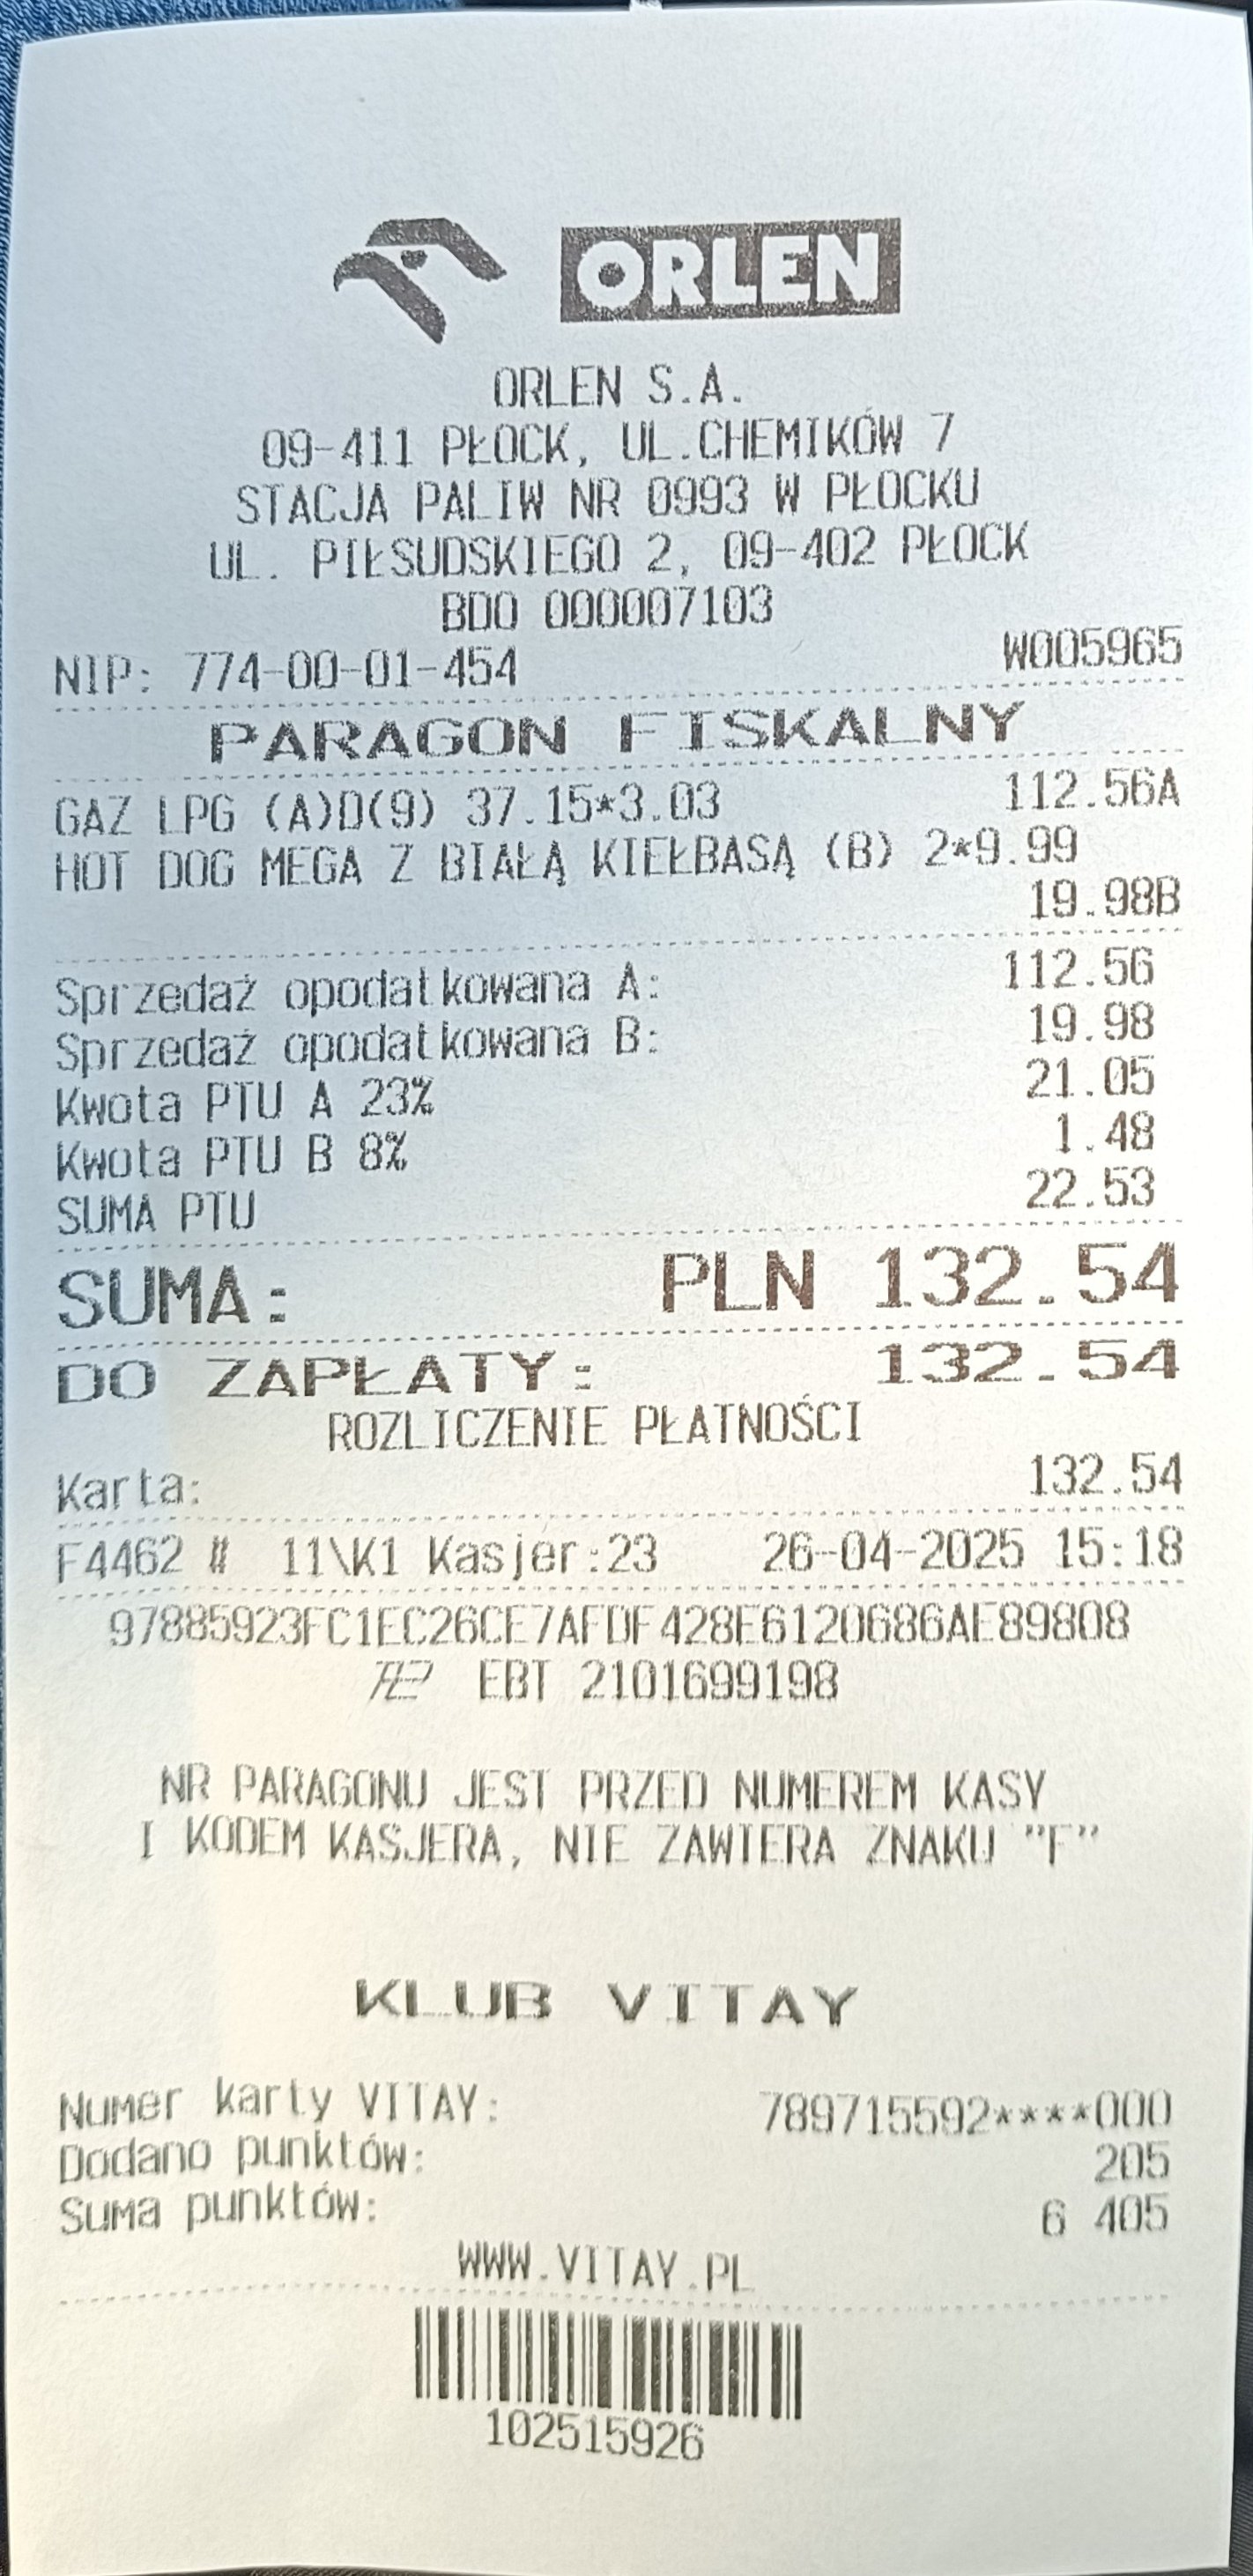 ORLEN
ORLEN S.A.
09-411 PŁOCK, UL.CHEMIKÓW 7
STACJA PALIW NR 0993 W PŁOCKU
UL. PIŁSUDSKIEGO 2, 09-402 PŁOCK
BDO 000007103
NIP: 774-00-01-454 W005965
PARAGON FISKALNY
GAZ LPG (A)D(9) 37.15*3.03 112.56A
HOT DOG MEGA Z BIAŁĄ KIEŁBASĄ (B) 2*9.99
19.98B
Sprzedaż opodatkowana A: 112.56
Sprzedaż opodatkowana B: 19.98
Kwota PTU A 23% 21.05
Kwota PTU B 8% 1.48
SUMA PTU 22.53
SUMA: PLN 132.54
DO ZAPŁATY: 132.54
ROZLICZENIE PŁATNOŚCI
Karta: 132.54
F4462 # 11\K1 Kasjer:23 26-04-2025 15:18
97885923FC1EC26CE7AFDF428E6120686AE89808
EBT 2101699198
NR PARAGONU JEST PRZED NUMEREM KASY
I KODEM KASJERA, NIE ZAWIERA ZNAKU "F"
KLUB VITAY
Numer karty VITAY: 789715592****000
Dodano punktów: 205
Suma punktów: 6 405
WWW.VITAY.PL
102515926